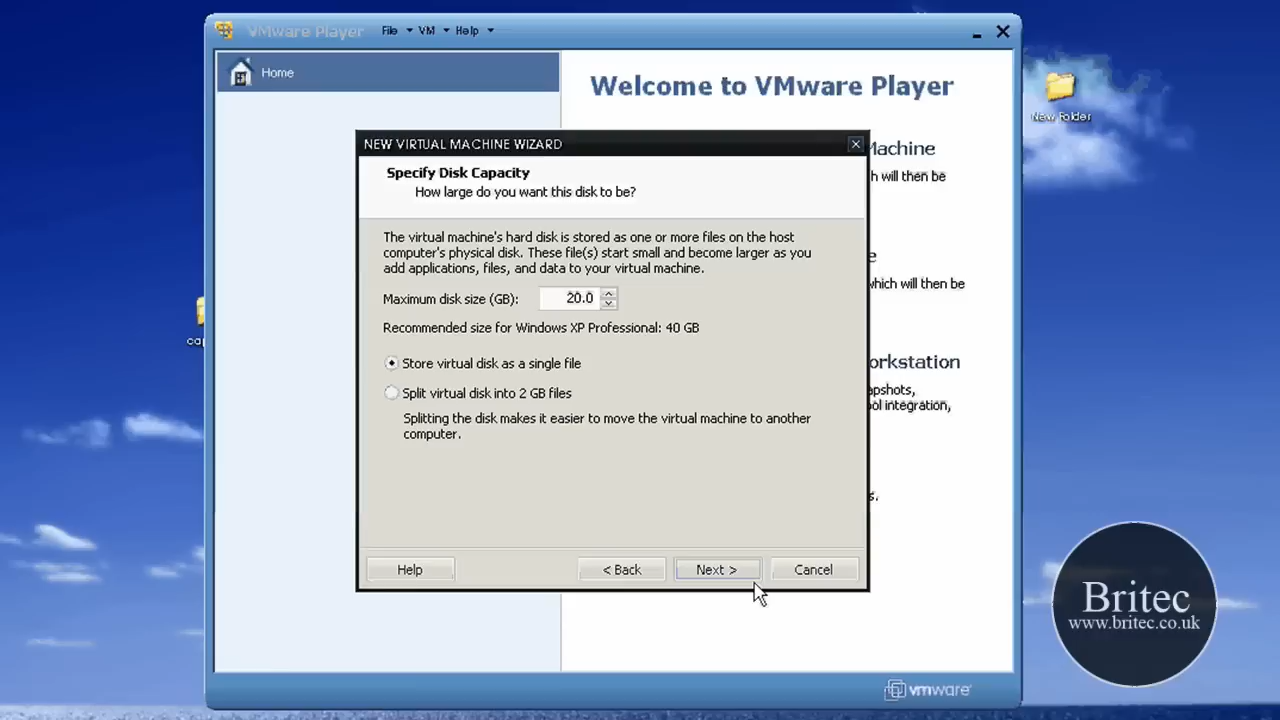 VMware Player File VM Help
Home
Welcome to VMware Player
New Folder
Machine
h will then be
NEW VIRTUAL MACHINE WIZARD
Specify Disk Capacity
How large do you want this disk to be?
The virtual machine's hard disk is stored as one or more files on the host
computer's physical disk. These file(s) start small and become larger as you
add applications, files, and data to your virtual machine.
e
which will then be
Maximum disk size (GB): 20.0
Recommended size for Windows XP Professional: 40 GB
cap
Store virtual disk as a single file
orkstation
Split virtual disk into 2 GB files
apshots,
ol integration,
Splitting the disk makes it easier to move the virtual machine to another
computer.
s.
Help < Back Next > Cancel
Britec
www.britec.co.uk
vmware